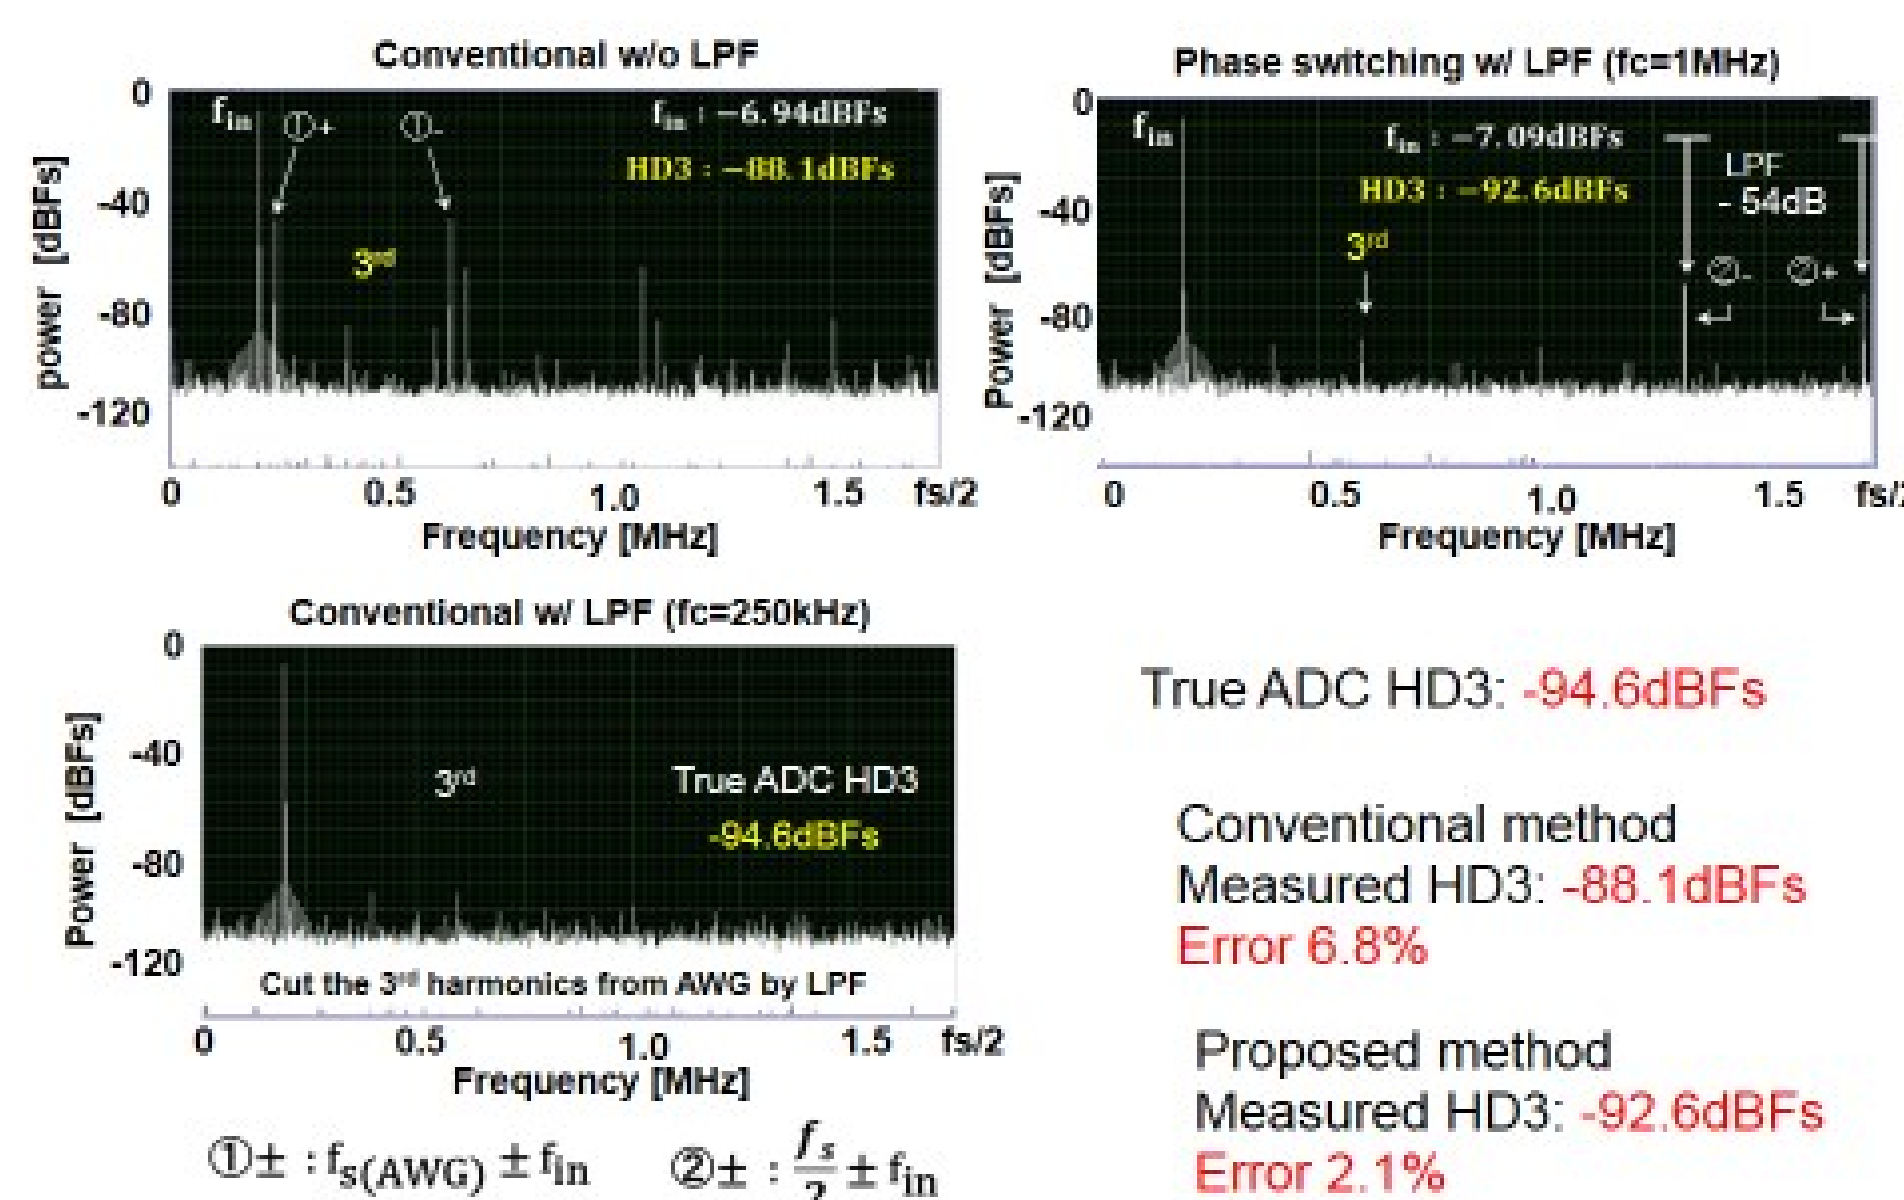 Conventional w/o LPF
0
-40
-80
-120
power [dBFs]
fin
①+
①-
fin : −6.94dBFs
HD3 : −88.1dBFs
3rd
0 0.5 1.0 1.5 fs/2
Frequency [MHz]
Phase switching w/ LPF (fc=1MHz)
0
-40
-80
-120
Power [dBFs]
fin
fin : −7.09dBFs
HD3 : −92.6dBFs
3rd
LPF
- 54dB
②- ②+
0 0.5 1.0 1.5 fs/2
Frequency [MHz]
Conventional w/ LPF (fc=250kHz)
0
-40
-80
-120
Power [dBFs]
3rd
True ADC HD3
-94.6dBFs
Cut the 3rd harmonics from AWG by LPF
0 0.5 1.0 1.5 fs/2
Frequency [MHz]
①± : fs(AWG) ± fin
②± : fs/2 ± fin
True ADC HD3: -94.6dBFs
Conventional method
Measured HD3: -88.1dBFs
Error 6.8%
Proposed method
Measured HD3: -92.6dBFs
Error 2.1%